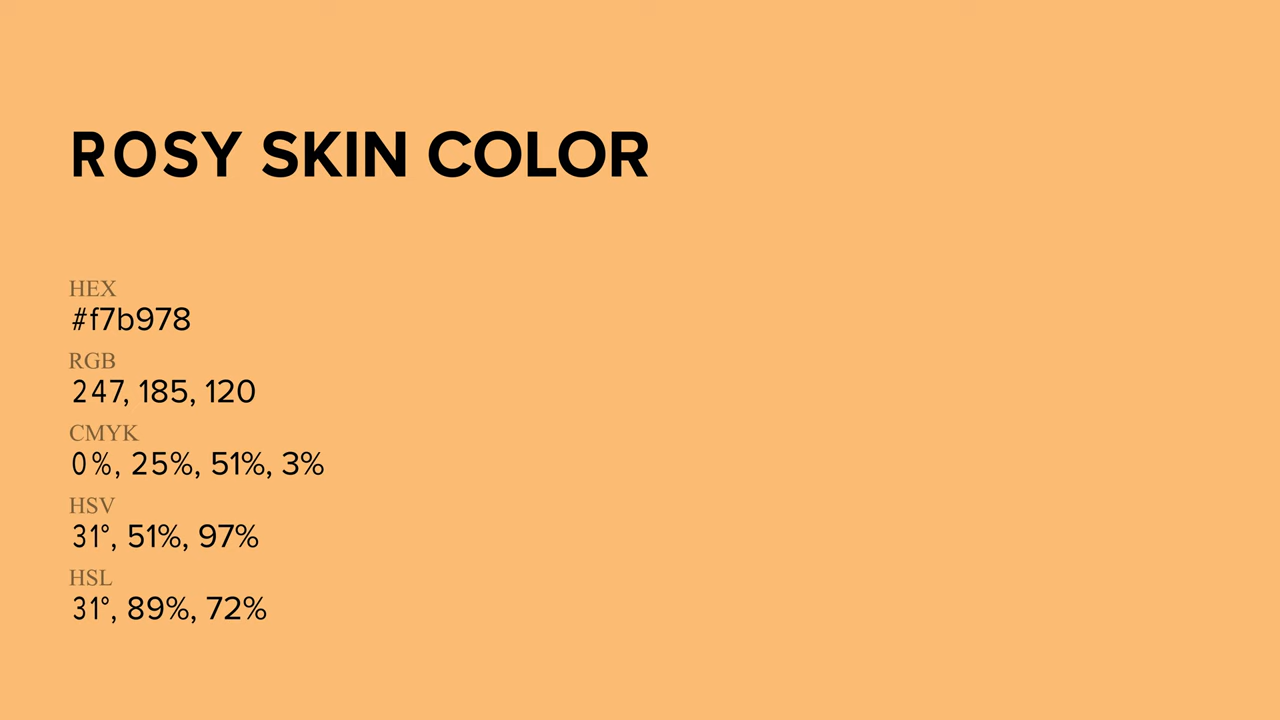 ROSY SKIN COLOR
HEX
#f7b978
RGB
247, 185, 120
CMYK
0%, 25%, 51%, 3%
HSV
31°, 51%, 97%
HSL
31°, 89%, 72%